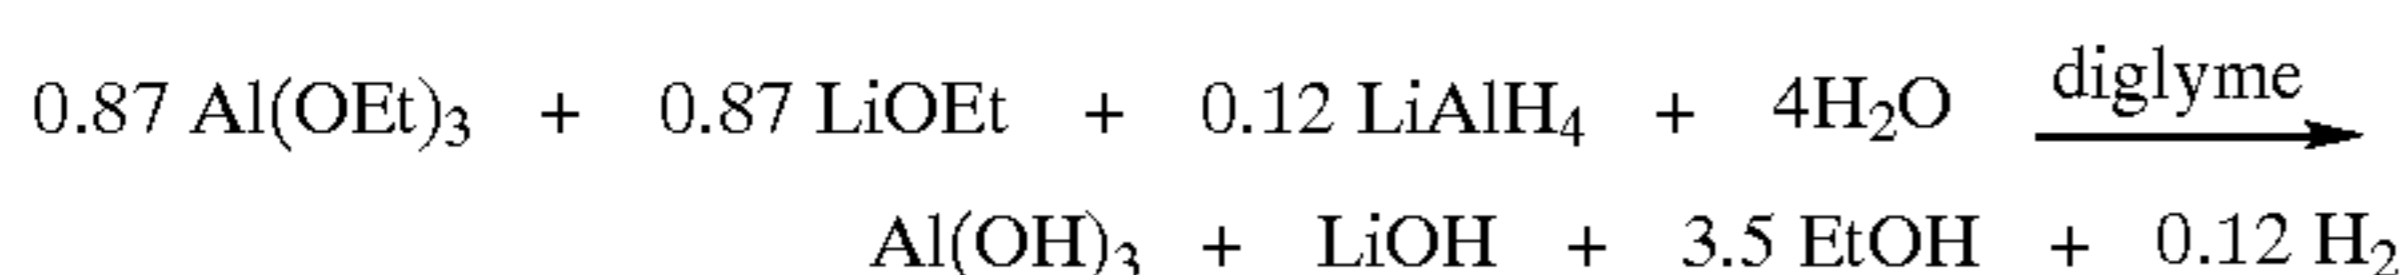 0.87 Al(OEt)₃ + 0.87 LiOEt + 0.12 LiAlH₄ + 4H₂O diglyme
Al(OH)₃ + LiOH + 3.5 EtOH + 0.12 H₂